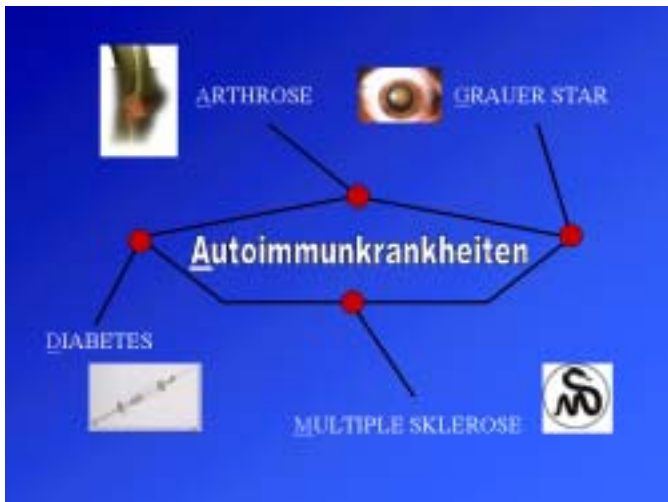 ARTHROSE
GRAUER STAR
Autoimmunkrankheiten
DIABETES
MULTIPLE SKLEROSE